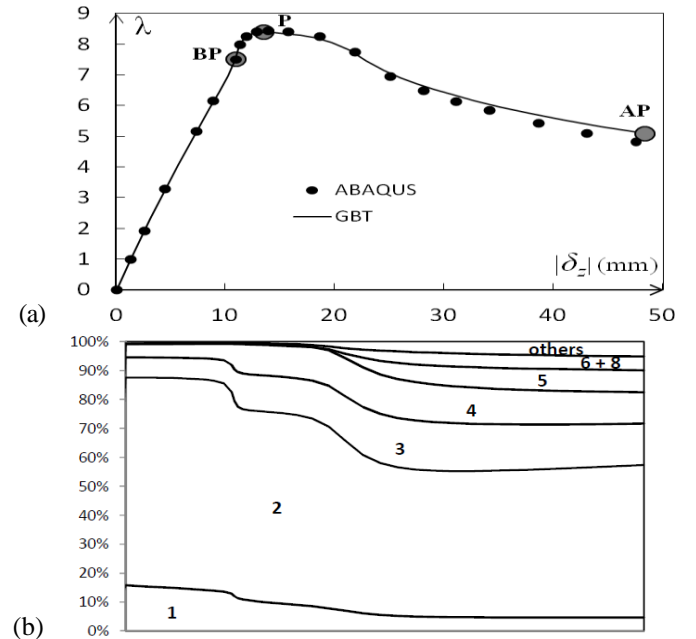 9
λ
P
8
BP
7
6
AP
5
4
ABAQUS
3
GBT
2
1
|δz| (mm)
0
(a)
0 10 20 30 40 50
100%
others
6 + 8
90%
5
80%
4
70%
3
60%
50%
2
40%
30%
20%
10%
1
(b)
0%